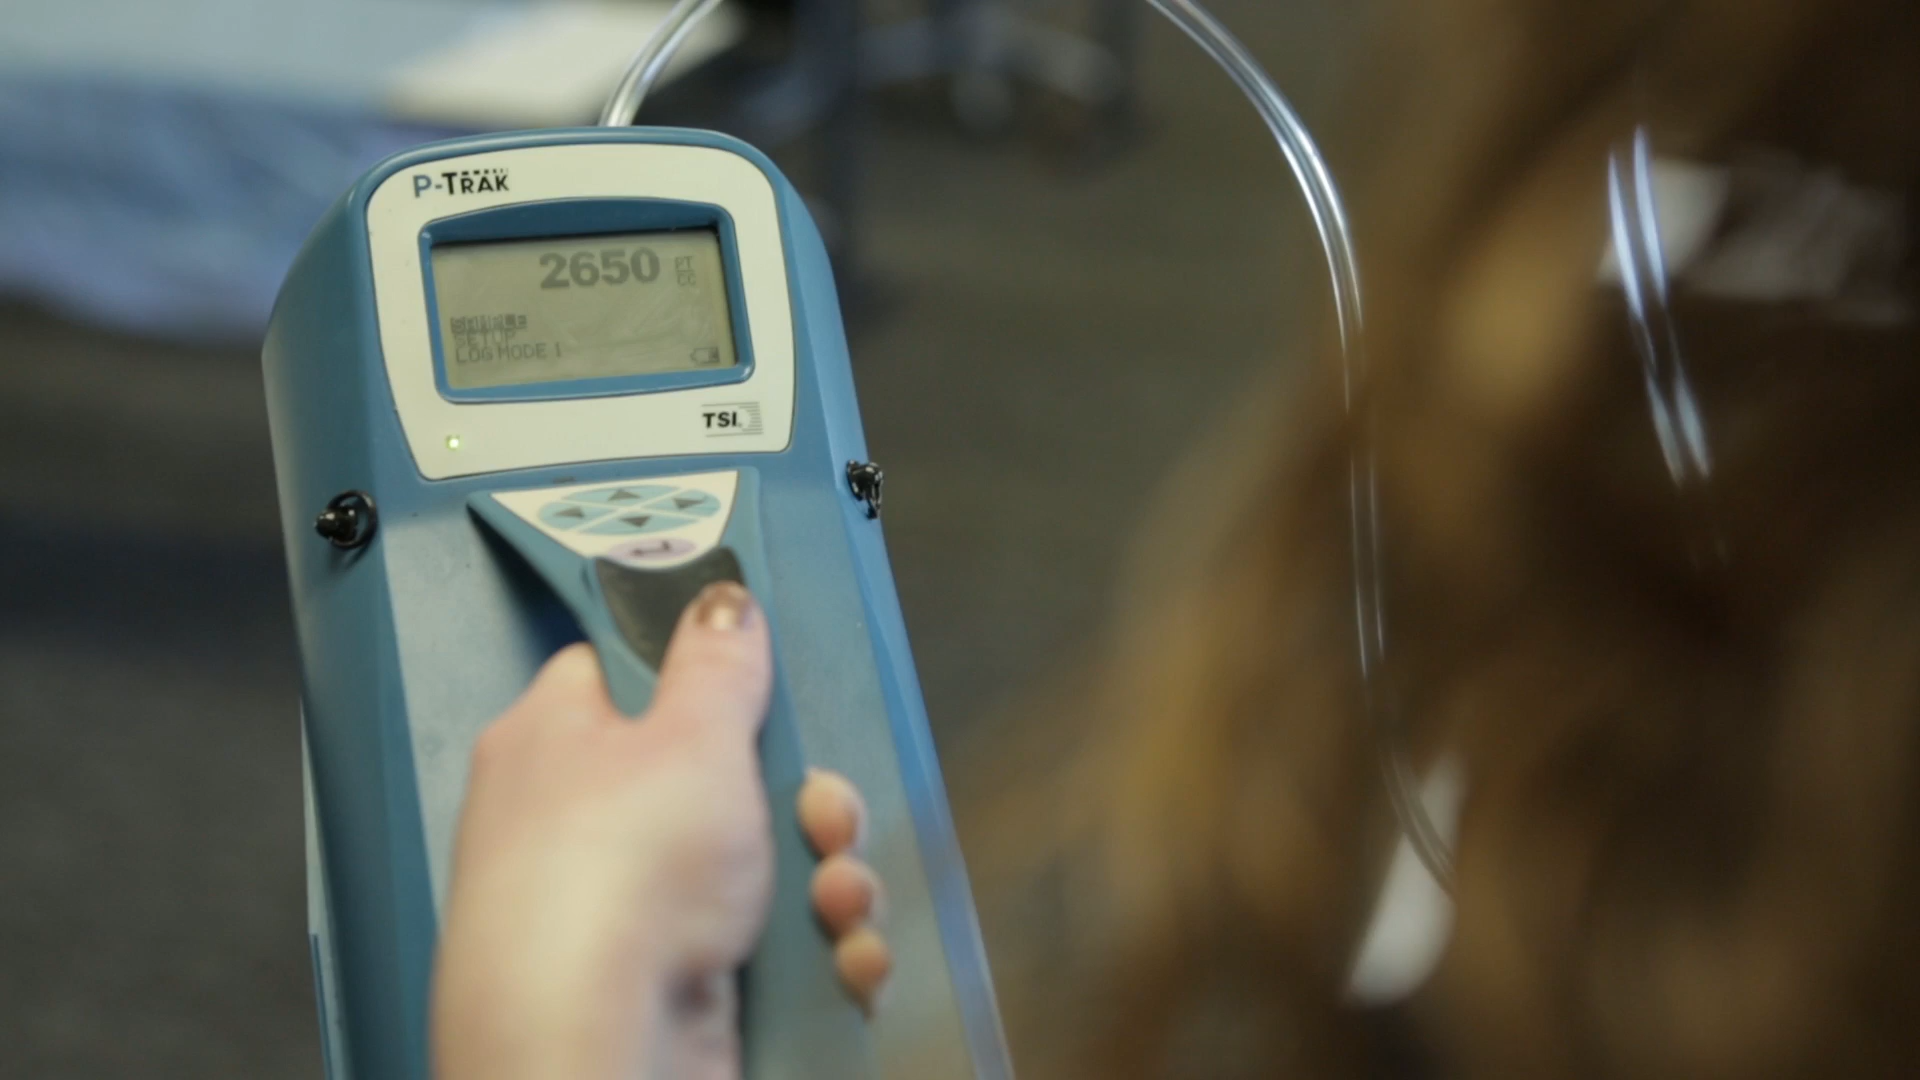 P-TRAK
2650 PT
CC
SETUP
LOG MODE 1
TSI